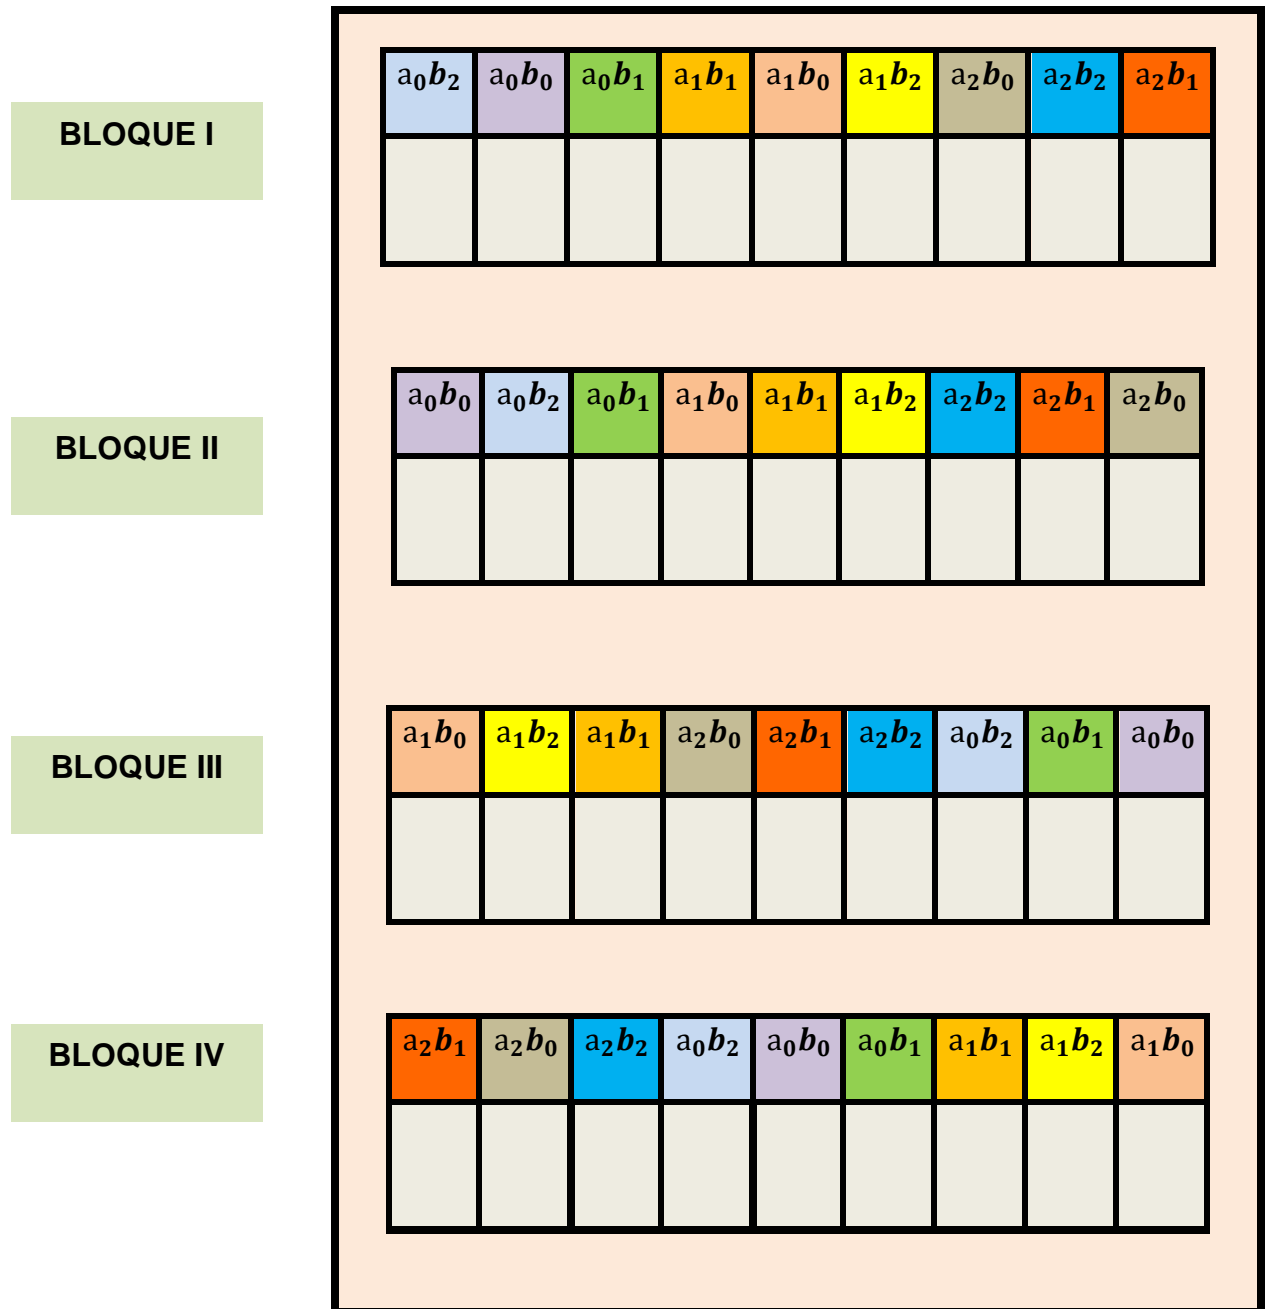 BLOQUE I
a₀b₂ a₀b₀ a₀b₁ a₁b₁ a₁b₀ a₁b₂ a₂b₀ a₂b₂ a₂b₁
BLOQUE II
a₀b₀ a₀b₂ a₀b₁ a₁b₀ a₁b₁ a₁b₂ a₂b₂ a₂b₁ a₂b₀
BLOQUE III
a₁b₀ a₁b₂ a₁b₁ a₂b₀ a₂b₁ a₂b₂ a₀b₂ a₀b₁ a₀b₀
BLOQUE IV
a₂b₁ a₂b₀ a₂b₂ a₀b₂ a₀b₀ a₀b₁ a₁b₁ a₁b₂ a₁b₀